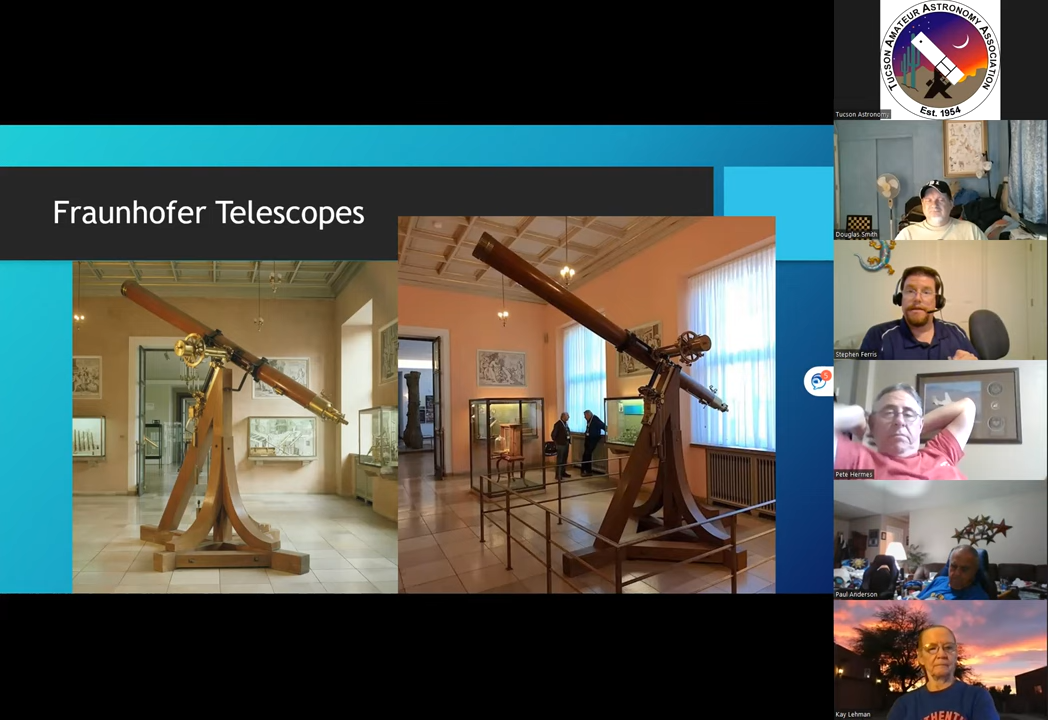 Fraunhofer Telescopes
TUCSON AMATEUR ASTRONOMY ASSOCIATION
Est. 1954
Tucson Astronomy
Douglas Smith
Stephen Ferris
Pete Hermes
Paul Anderson
Kay Lehman